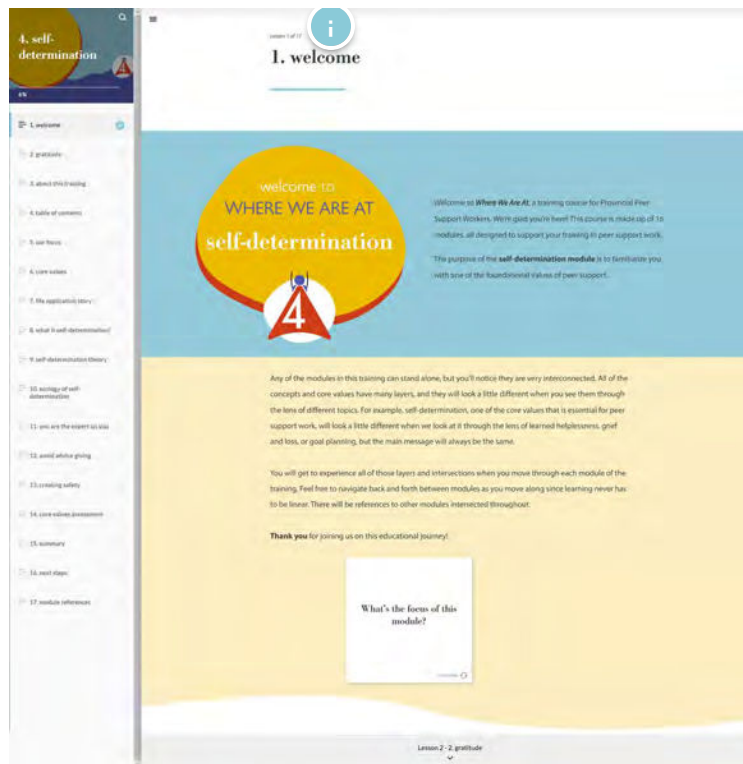 4. self-
determination
EN
1. welcome
2. gratitude
3. about this training
4. table of contents
5. our focus
6. core values
7. file application story
8. what is self-determination?
9. self-determination theory
10. ecology of self-
determination
11. you are the expert on you
12. avoid advice giving
13. creating safety
14. core values assessment
15. summary
16. next steps
17. module references
i
Lesson 1 of 17
1. welcome
welcome to
WHERE WE ARE AT
self-determination
4
Welcome to Where We Are At, a training course for Provincial Peer
Support Workers. We're glad you're here! This course is made up of 16
modules, all designed to support your training in peer support work.
The purpose of the self-determination module is to familiarize you
with one of the foundational values of peer support.
Any of the modules in this training can stand alone, but you'll notice they are very interconnected. All of the
concepts and core values have many layers, and they will look a little different when you see them through
the lens of different topics. For example, self-determination, one of the core values that is essential for peer
support work, will look a little different when we look at it through the lens of learned helplessness, grief
and loss, or goal planning, but the main message will always be the same.
You will get to experience all of those layers and intersections when you move through each module of the
training. Feel free to navigate back and forth between modules as you move along since learning never has
to be linear. There will be references to other modules intersected throughout.
Thank you for joining us on this educational journey!
What's the focus of this
module?
Lesson 2 - 2. gratitude